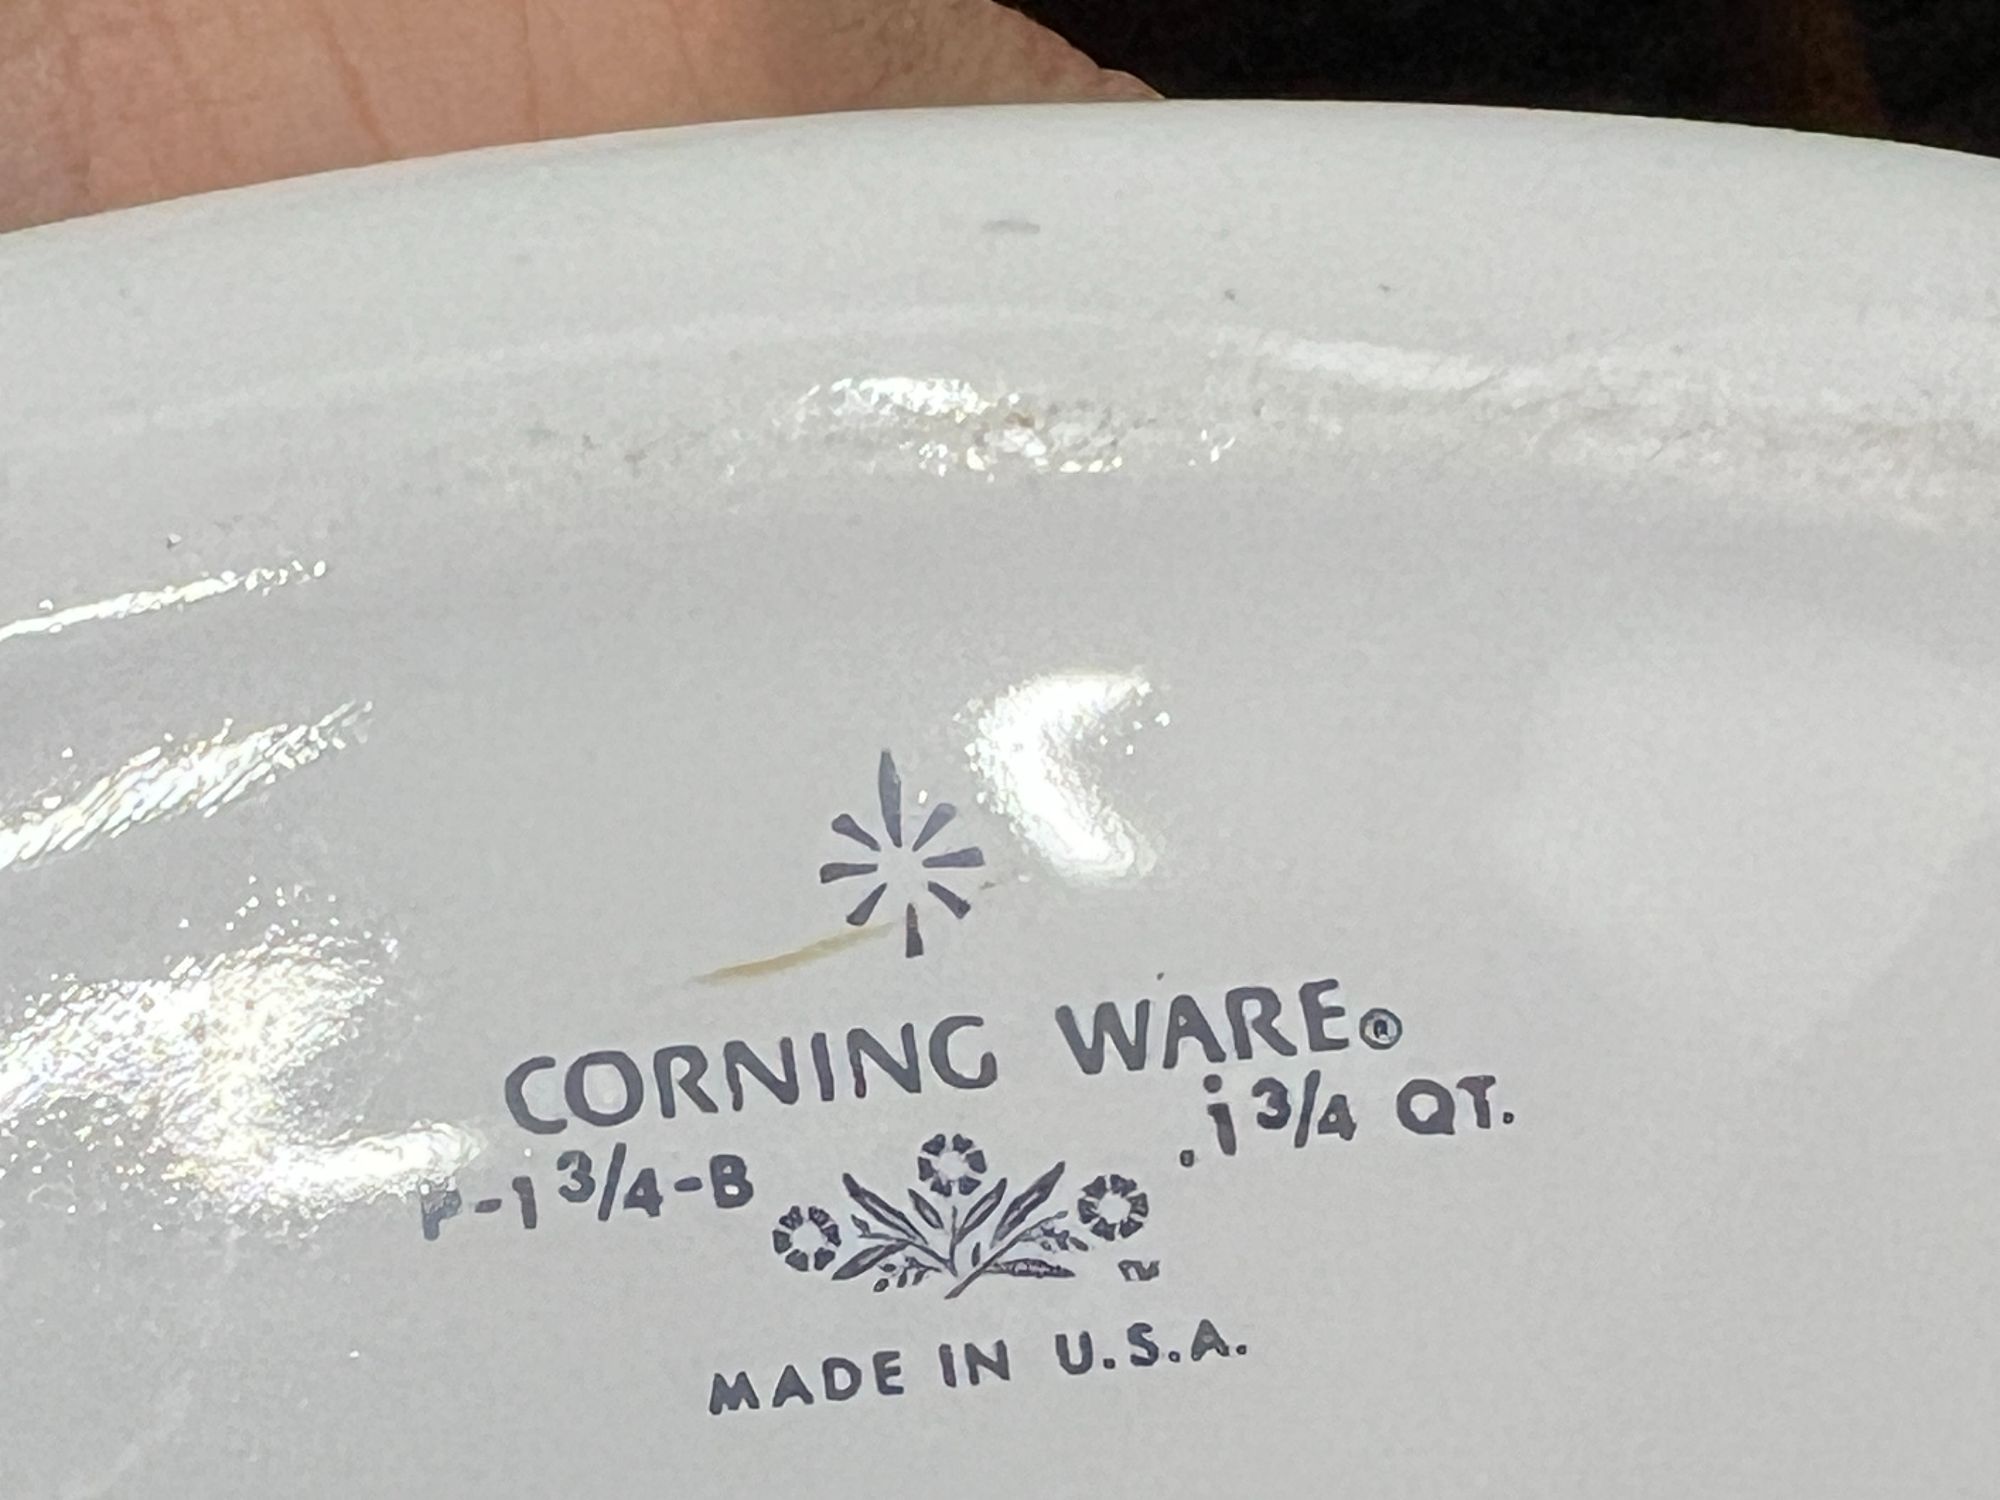 CORNING WARE®
P-1 3/4-B
1 3/4 QT.
TM
MADE IN U.S.A.